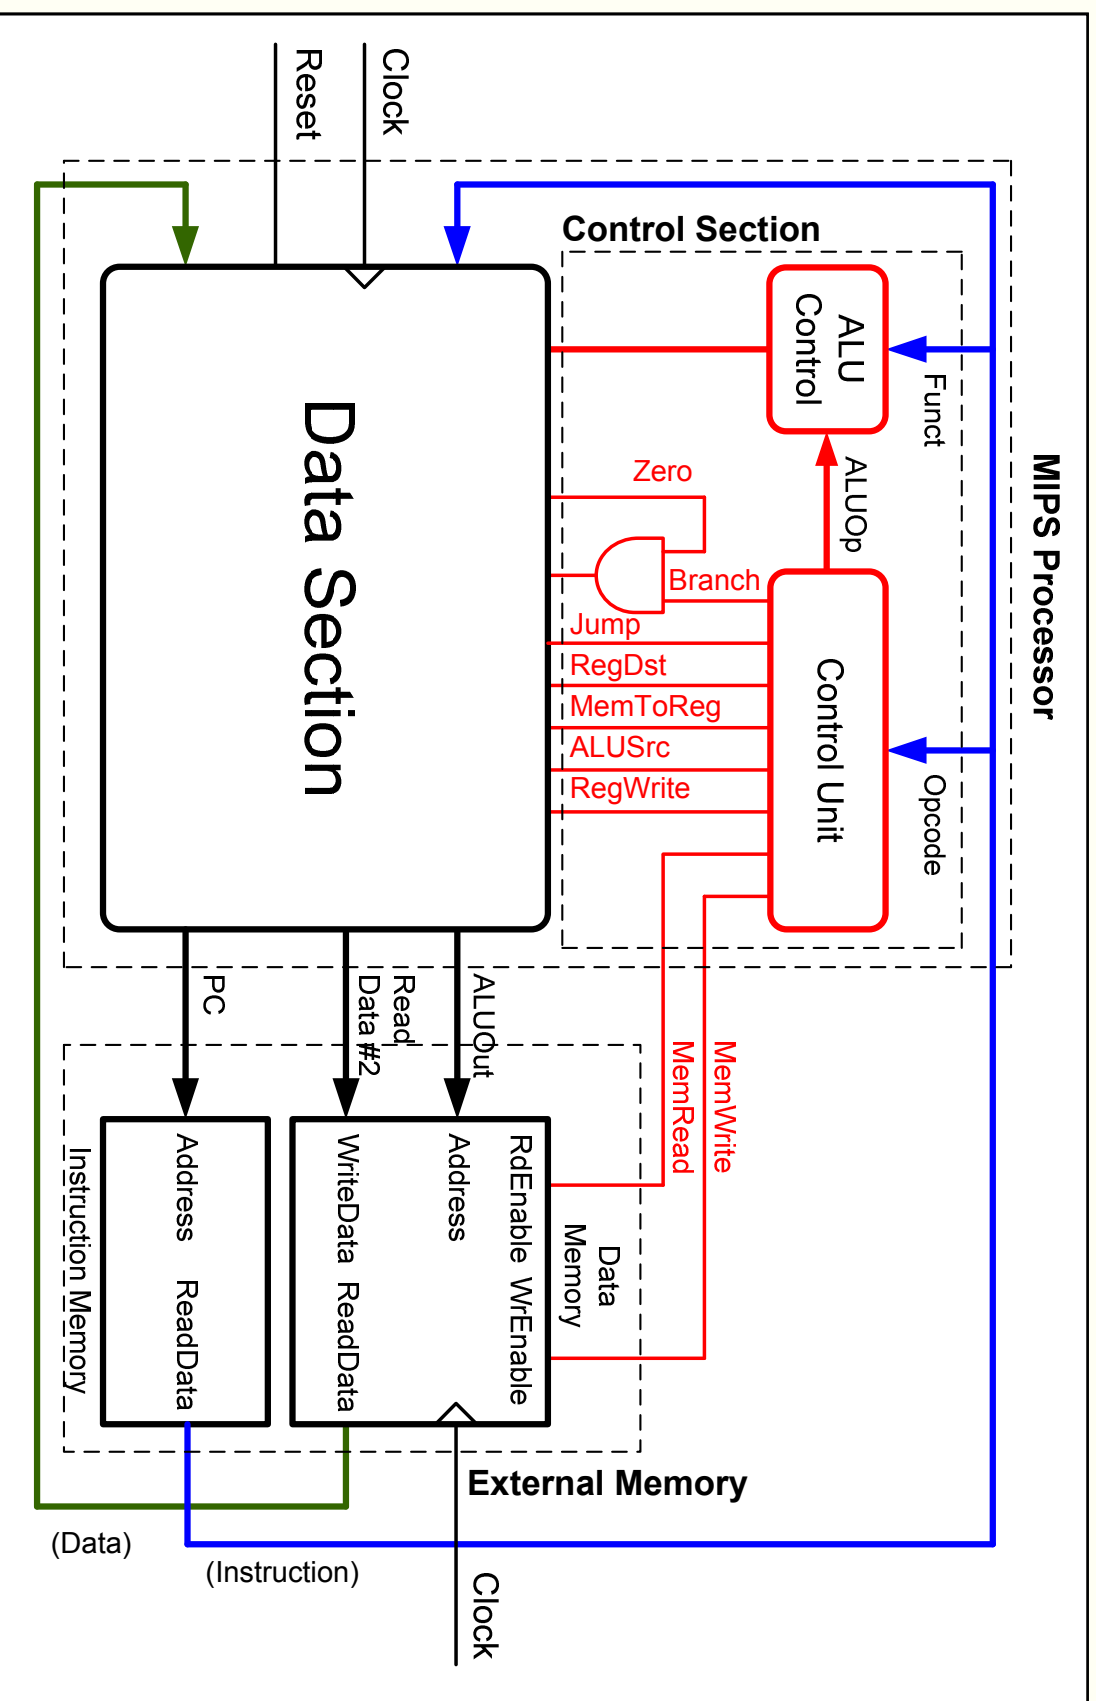 Reset
Clock
MIPS Processor
Control Section
ALU
Control
Funct
ALUOp
Zero
Branch
Jump
RegDst
MemToReg
ALUSrc
RegWrite
Control Unit
Opcode
Data Section
PC
Read
Data #2
ALUOut
MemWrite
MemRead
Address
ReadData
Instruction Memory
RdEnable WrEnable
Address
WriteData ReadData
Data
Memory
External Memory
(Data)
(Instruction)
Clock